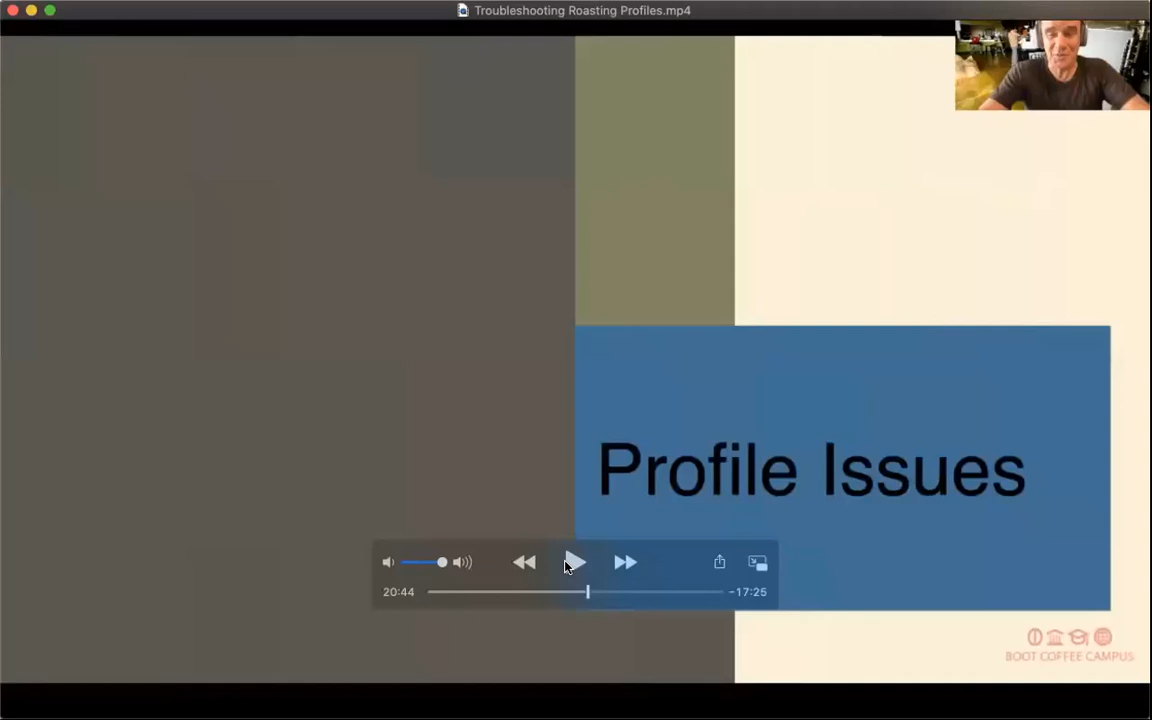 Troubleshooting Roasting Profiles.mp4
Profile Issues
20:44
-17:25
BOOT COFFEE CAMPUS